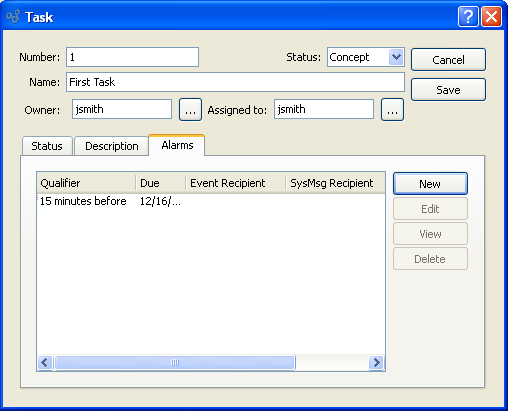 Task
Number: 1 Status: Concept Cancel
Name: First Task Save
Owner: jsmith ... Assigned to: jsmith ...
Status Description Alarms
Qualifier Due Event Recipient SysMsg Recipient New
15 minutes before 12/16/... Edit
View
Delete